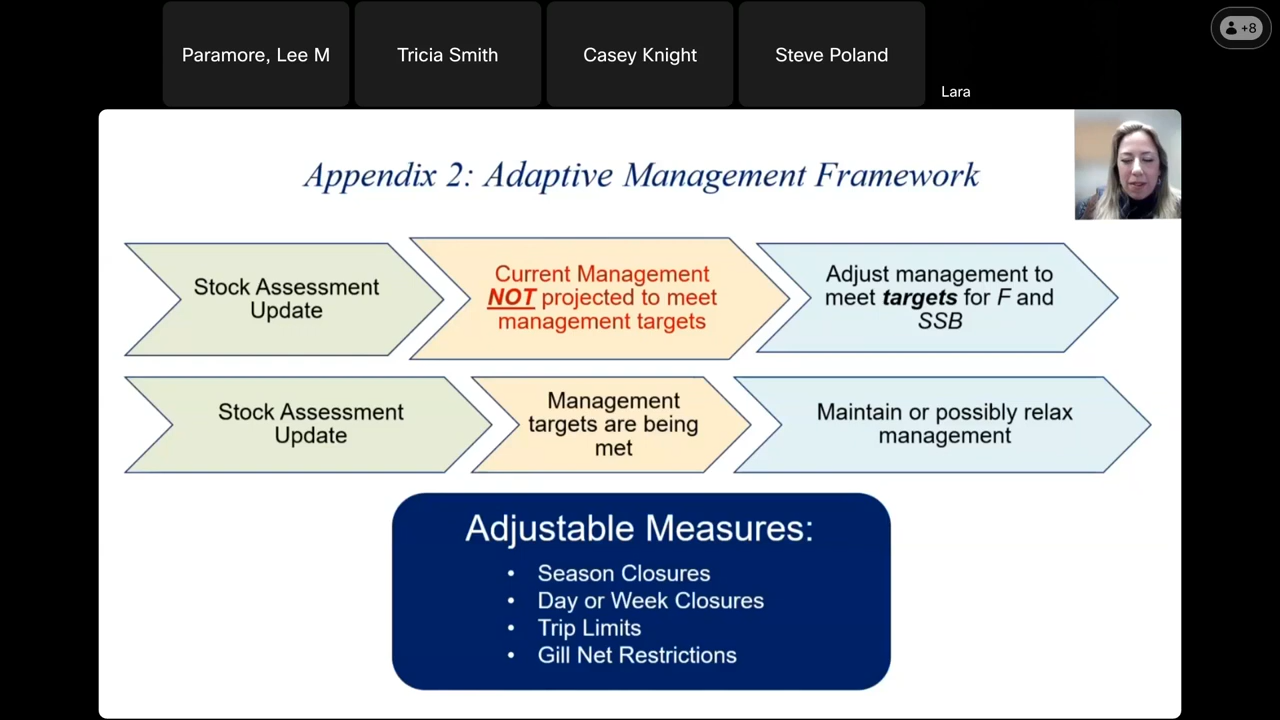 Paramore, Lee M
Tricia Smith
Casey Knight
Steve Poland
+8
Lara
Appendix 2: Adaptive Management Framework
Stock Assessment
Update
Current Management
NOT projected to meet
management targets
Adjust management to
meet targets for F and
SSB
Stock Assessment
Update
Management
targets are being
met
Maintain or possibly relax
management
Adjustable Measures:
• Season Closures
• Day or Week Closures
• Trip Limits
• Gill Net Restrictions